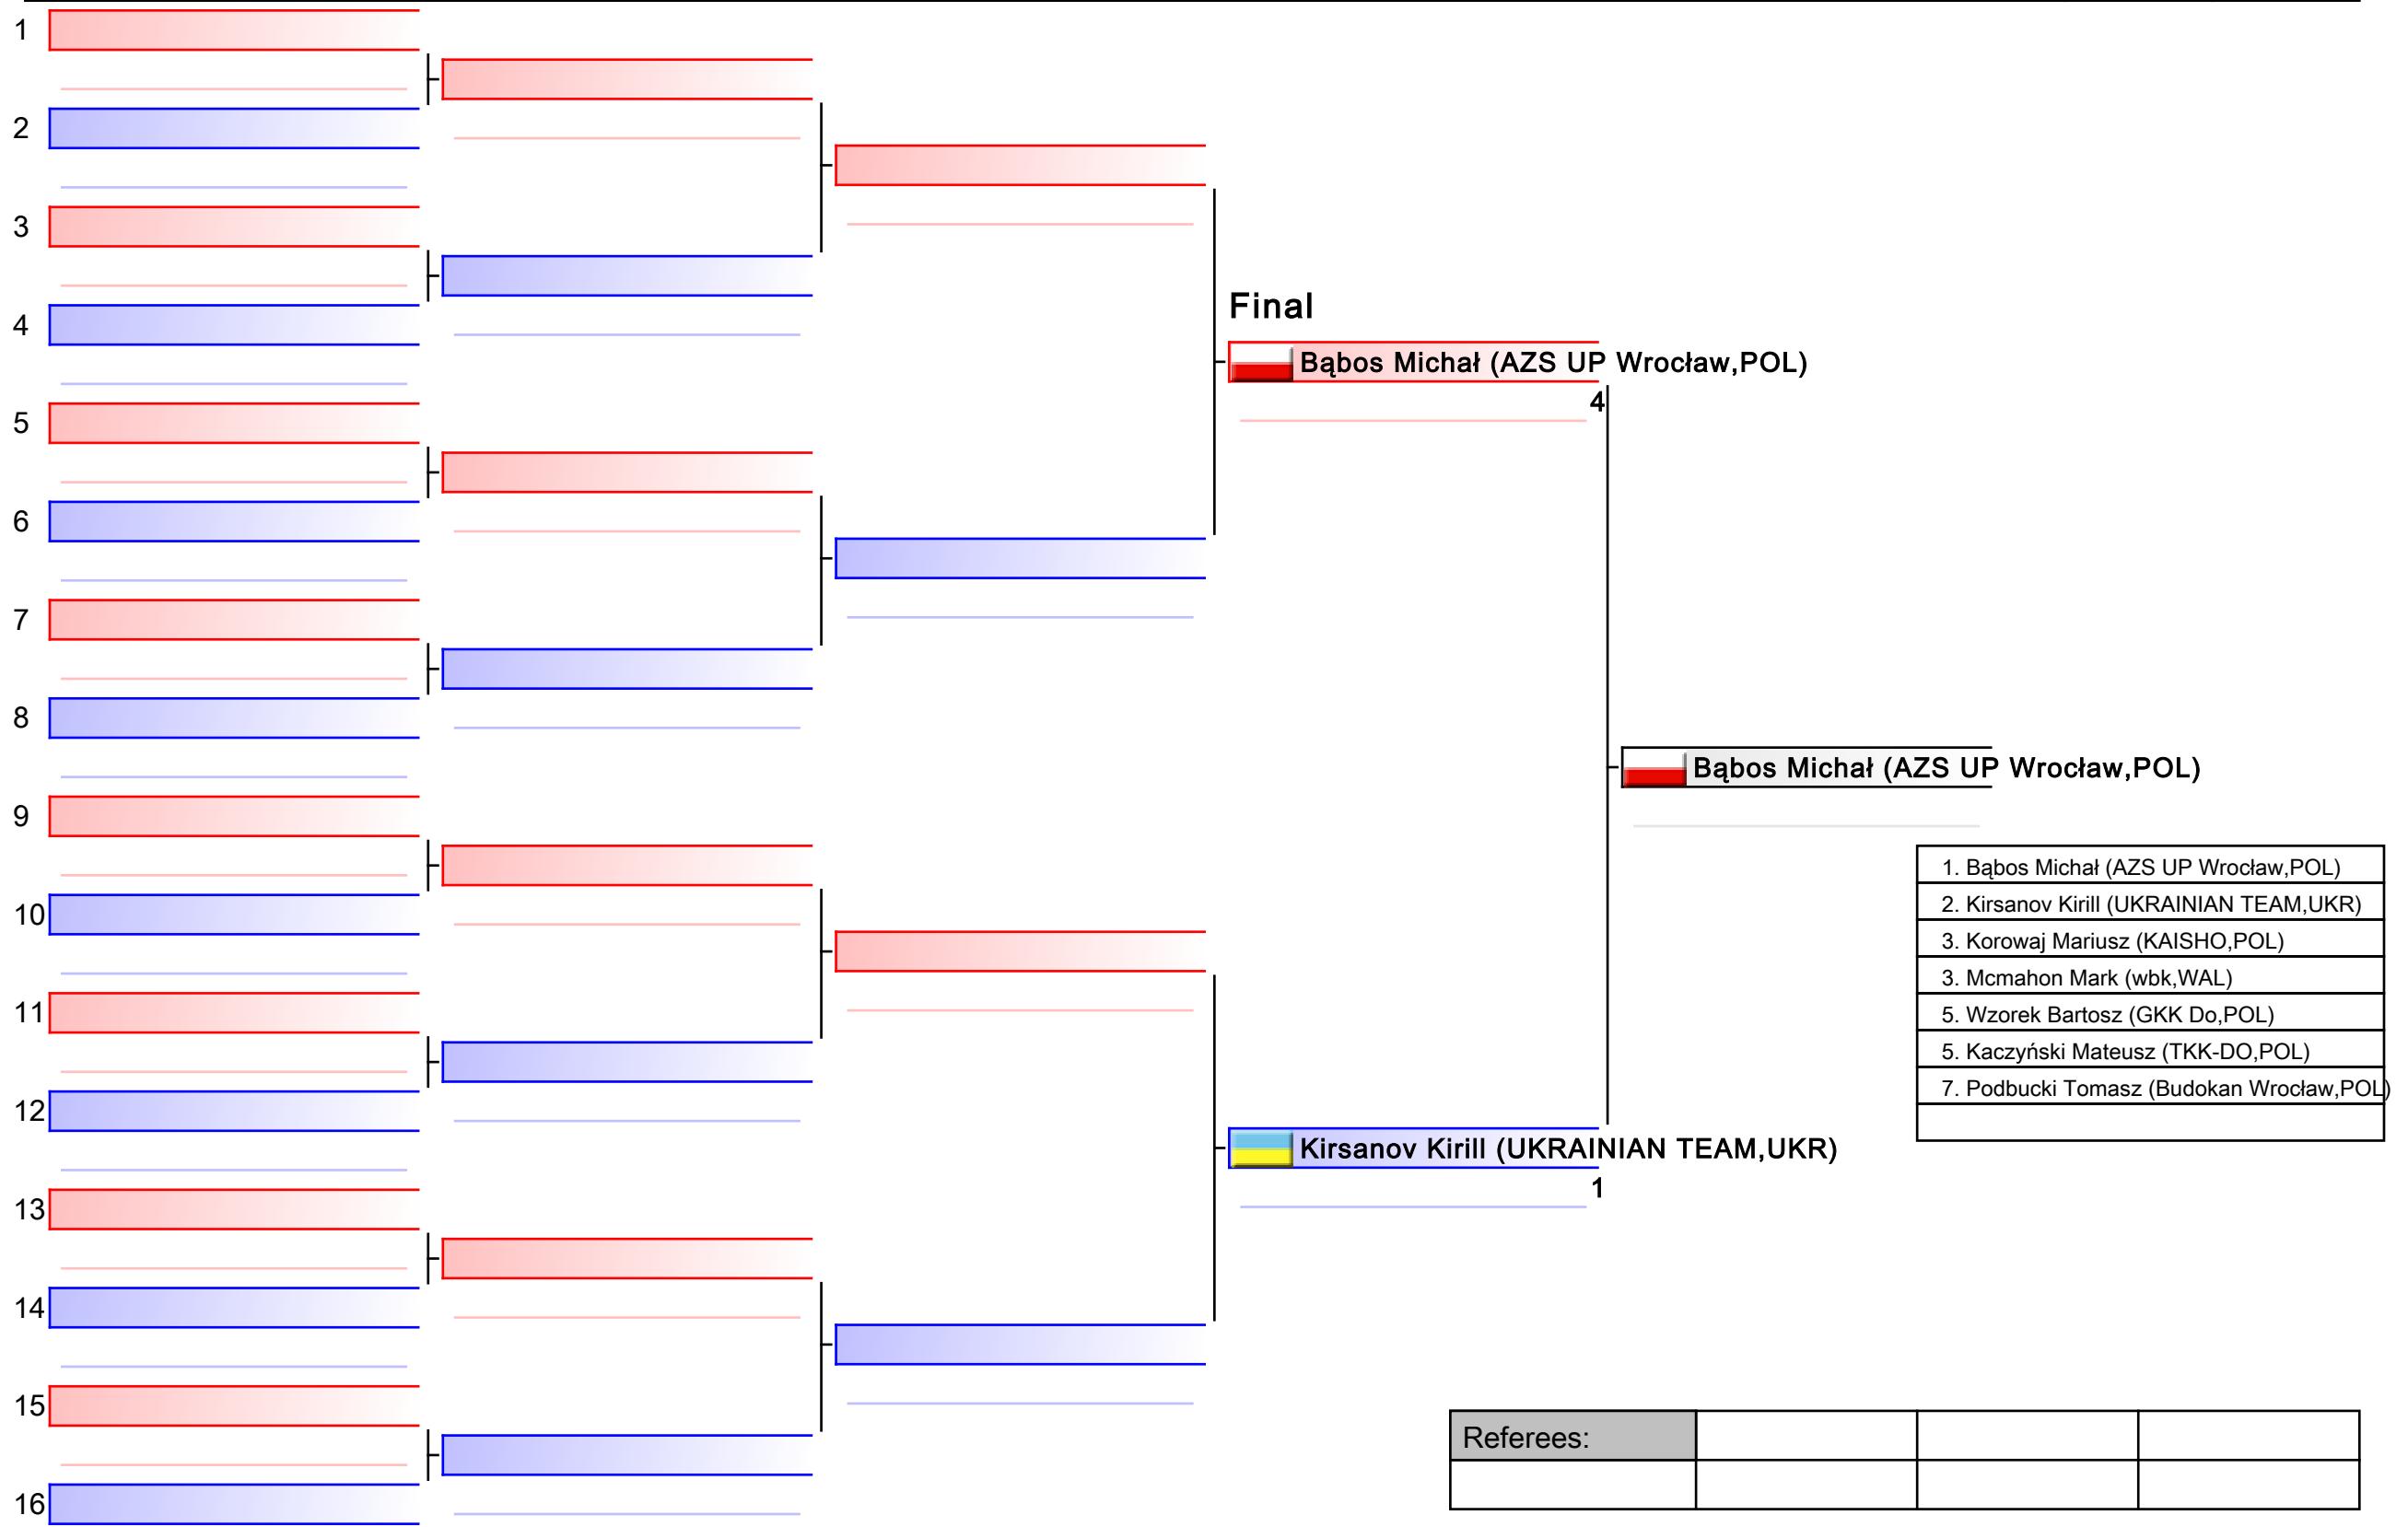 1
2
3
4
5
6
7
8
9
10
11
12
13
14
15
16
Final
Bąbos Michał (AZS UP Wrocław,POL)
4
Kirsanov Kirill (UKRAINIAN TEAM,UKR)
1
Bąbos Michał (AZS UP Wrocław,POL)
1. Bąbos Michał (AZS UP Wrocław,POL)
2. Kirsanov Kirill (UKRAINIAN TEAM,UKR)
3. Korowaj Mariusz (KAISHO,POL)
3. Mcmahon Mark (wbk,WAL)
5. Wzorek Bartosz (GKK Do,POL)
5. Kaczyński Mateusz (TKK-DO,POL)
7. Podbucki Tomasz (Budokan Wrocław,POL)
Referees: